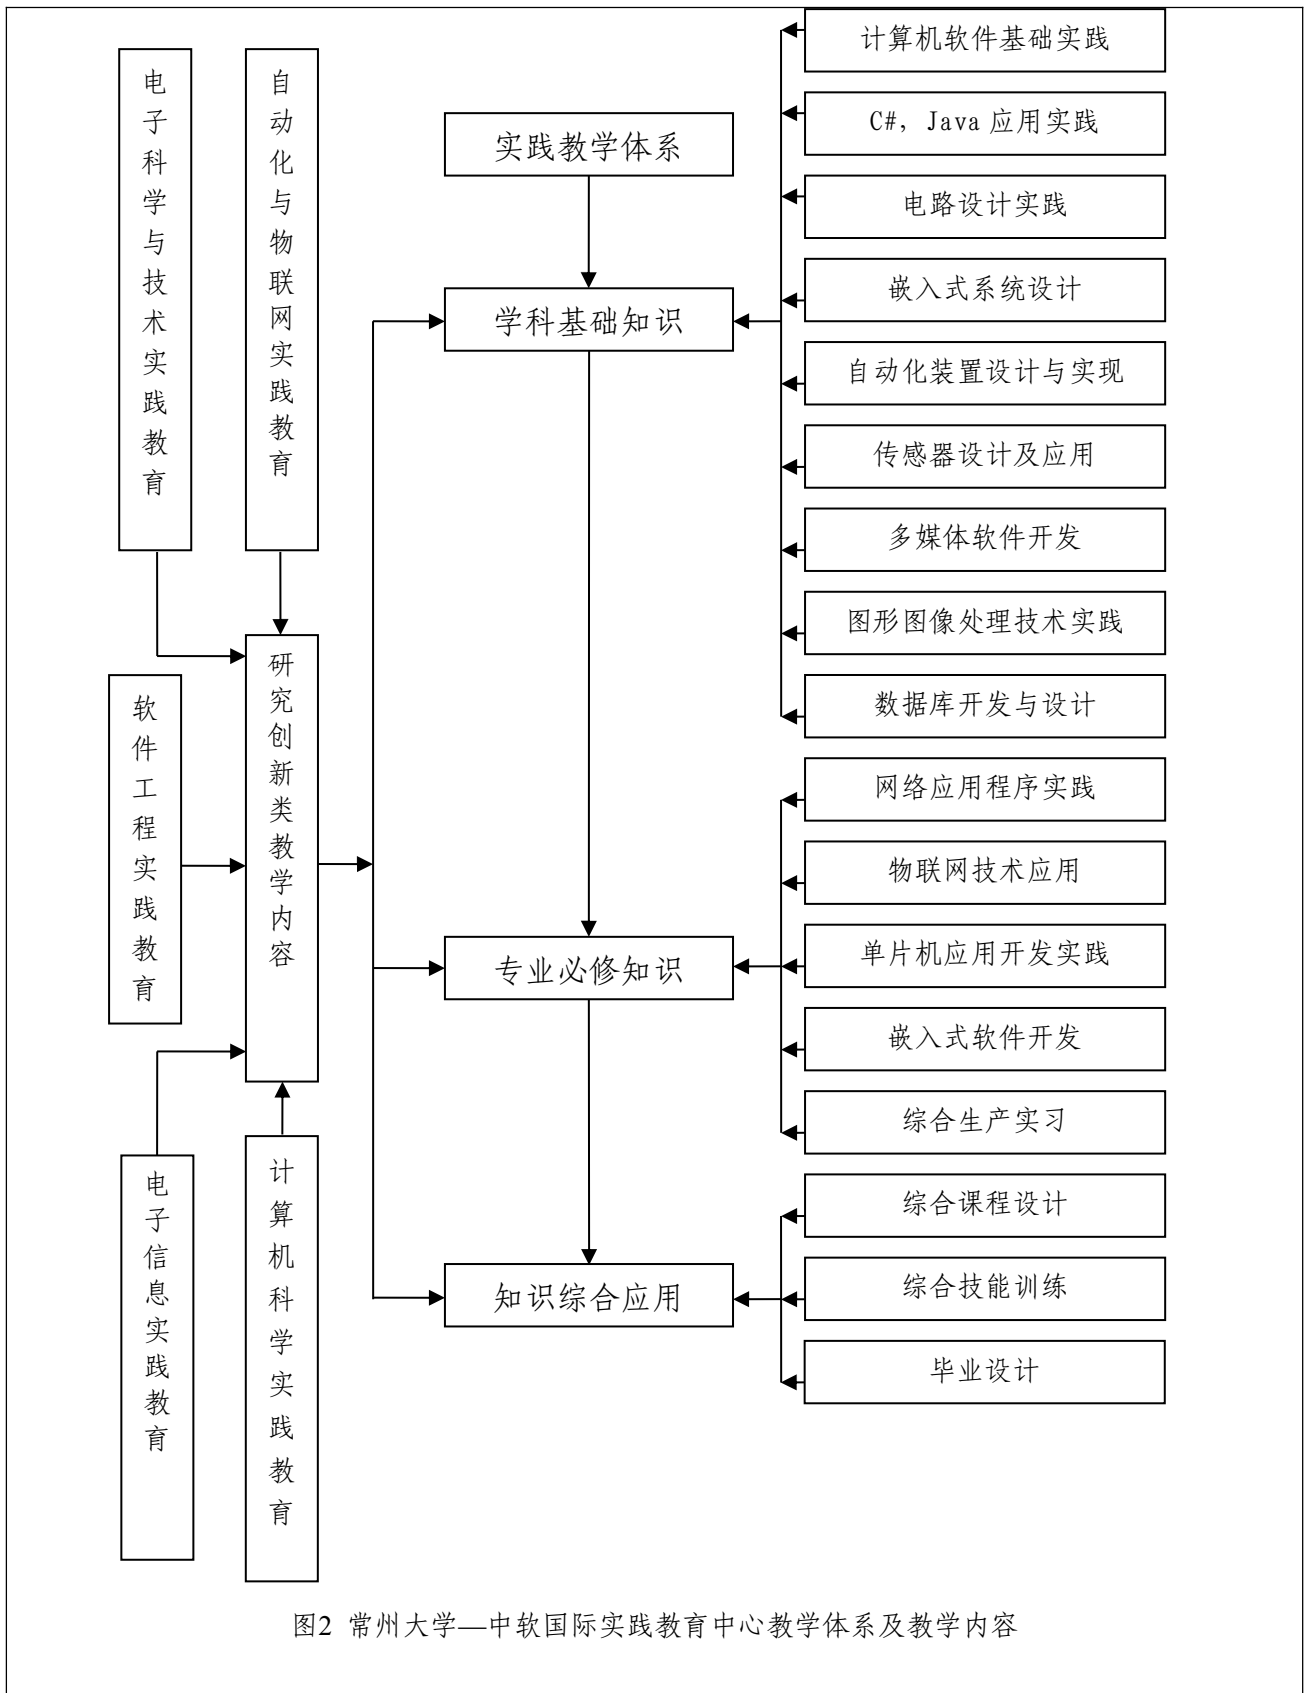 电子科学与技术实践教育
自动化与物联网实践教育
软件工程实践教育
研究创新类教学内容
电子信息实践教育
计算机科学实践教育
实践教学体系
学科基础知识
专业必修知识
知识综合应用
计算机软件基础实践
C#, Java 应用实践
电路设计实践
嵌入式系统设计
自动化装置设计与实现
传感器设计及应用
多媒体软件开发
图形图像处理技术实践
数据库开发与设计
网络应用程序实践
物联网技术应用
单片机应用开发实践
嵌入式软件开发
综合生产实习
综合课程设计
综合技能训练
毕业设计
图2 常州大学—中软国际实践教育中心教学体系及教学内容